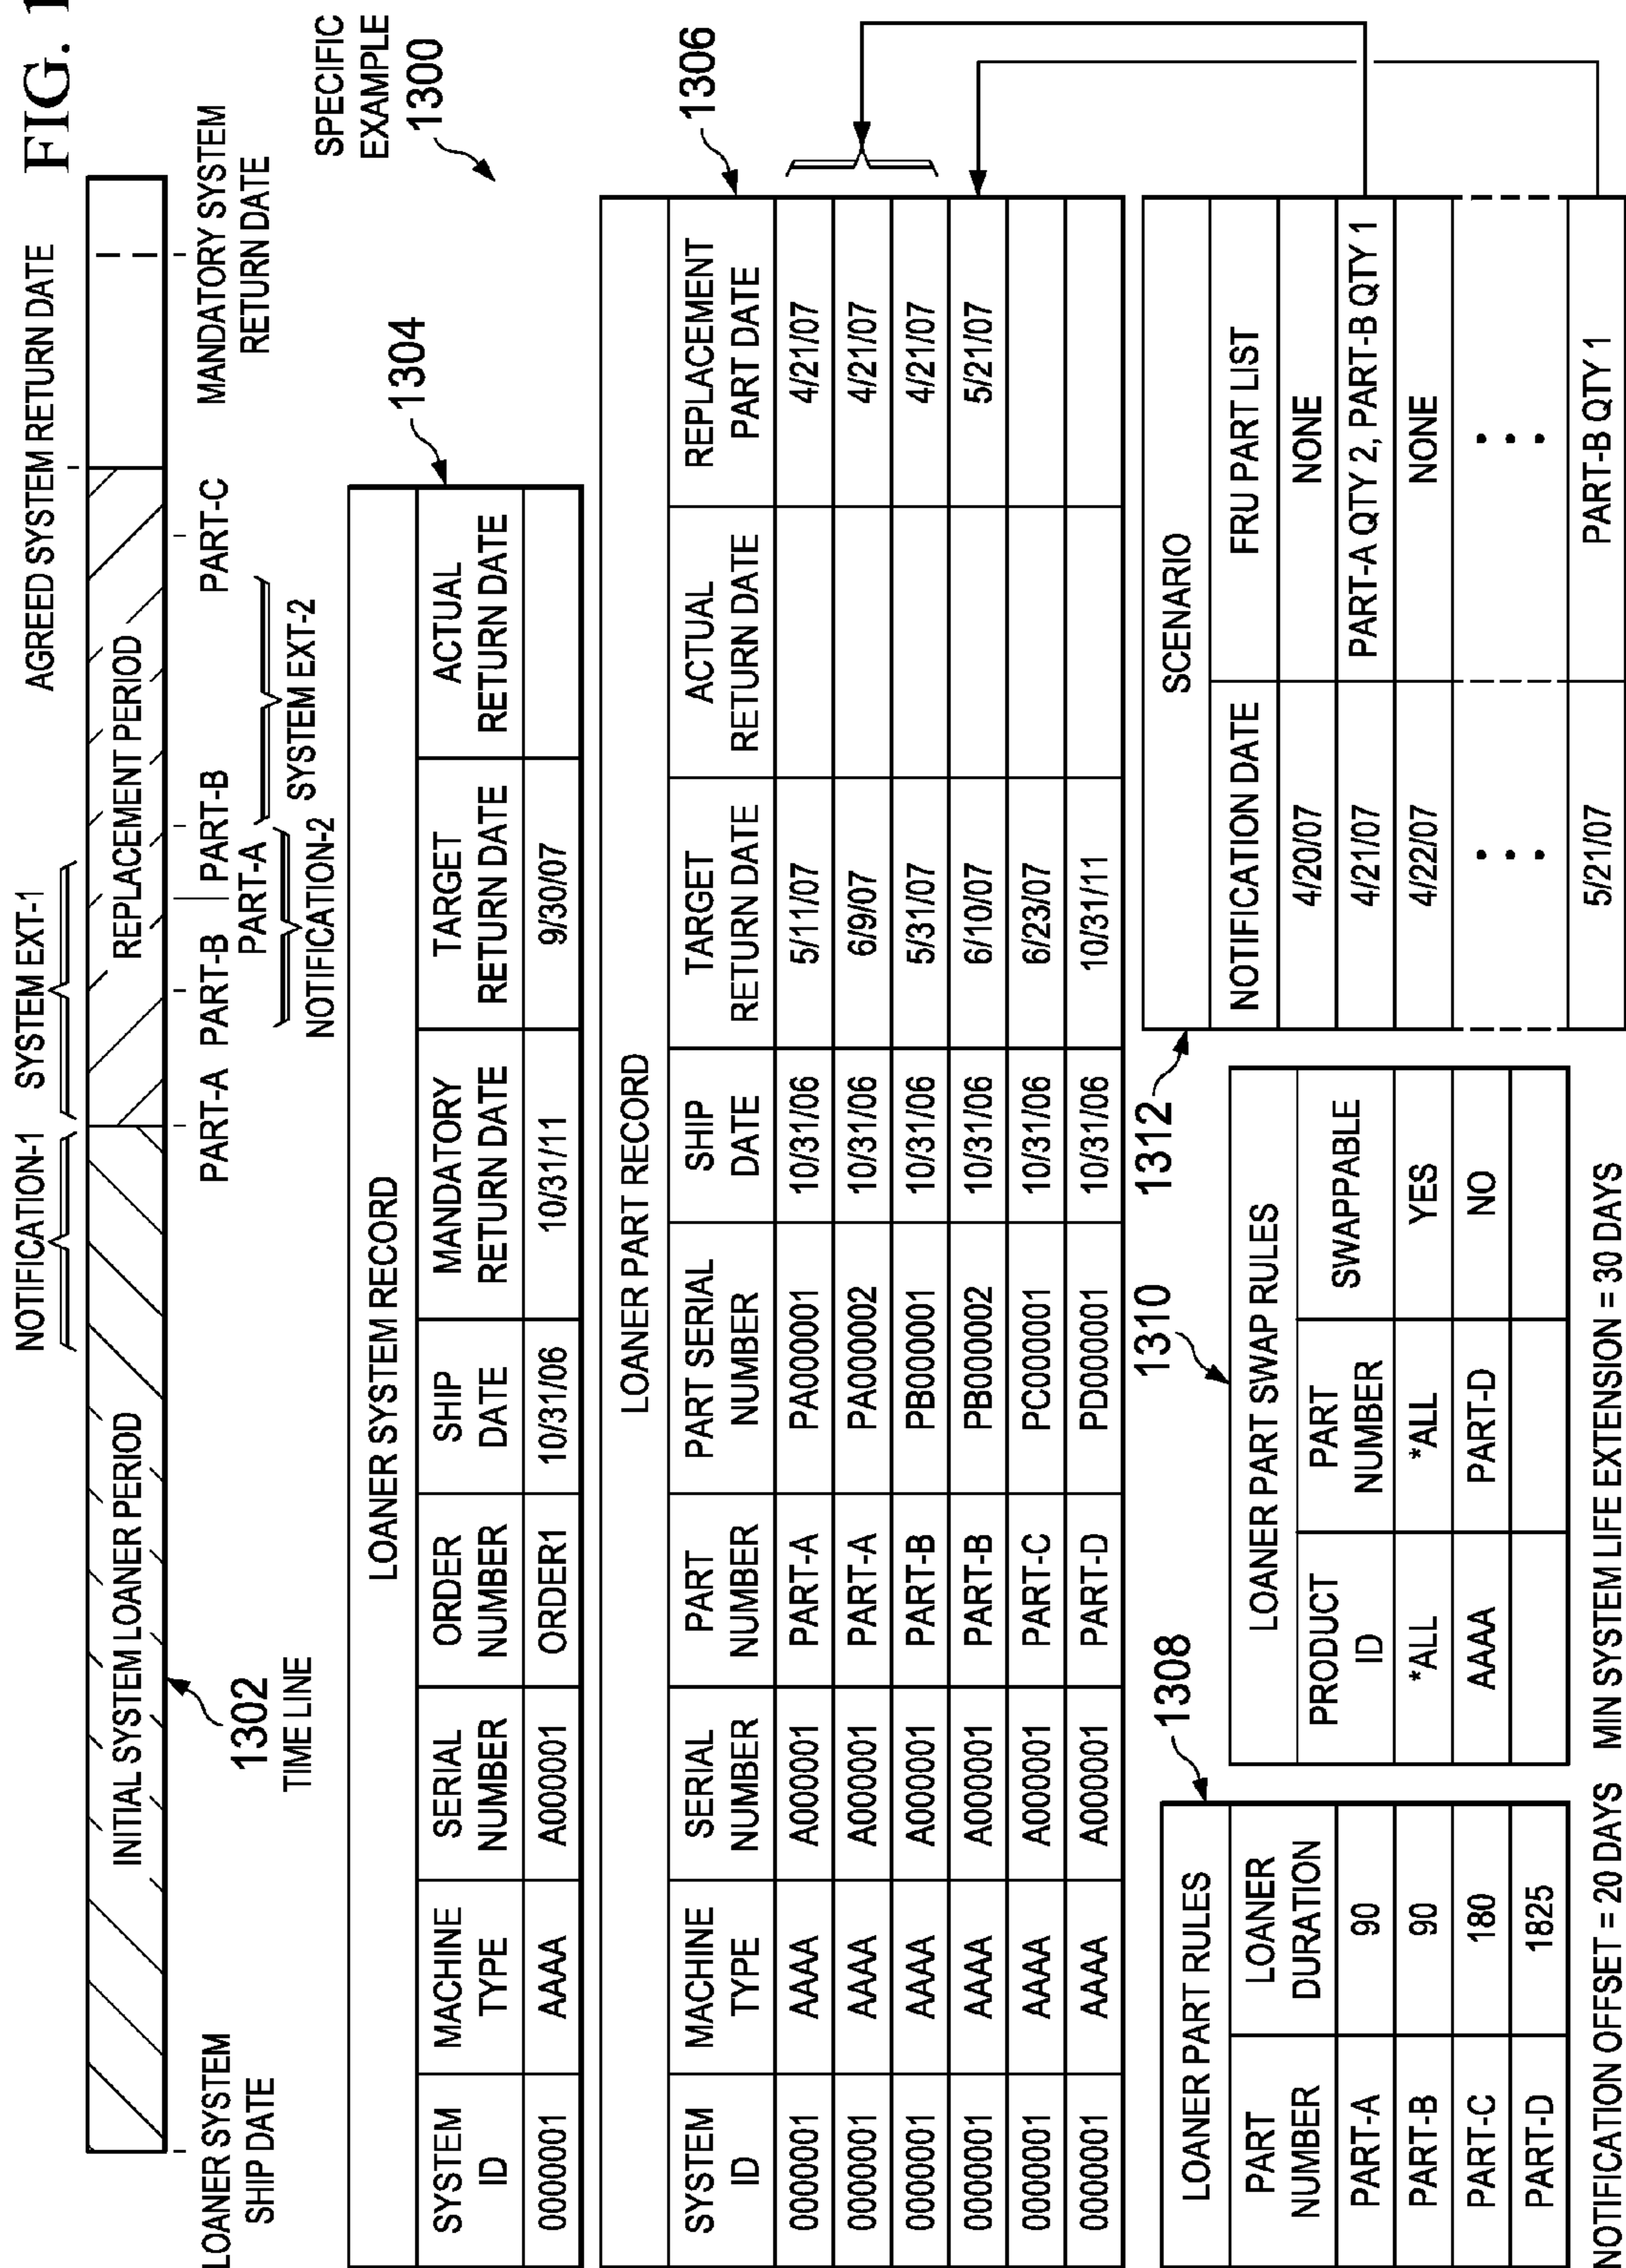 FIG. 1
NOTIFICATION-1 SYSTEM EXT-1 AGREED SYSTEM RETURN DATE
INITIAL SYSTEM LOANER PERIOD REPLACEMENT PERIOD
LOANER SYSTEM
SHIP DATE
1302
TIME LINE
PART-A PART-B PART-B PART-C
PART-A
NOTIFICATION-2
SYSTEM EXT-2
MANDATORY SYSTEM
RETURN DATE
SPECIFIC
EXAMPLE
1300
1304
LOANER SYSTEM RECORD
SYSTEM ID MACHINE TYPE SERIAL NUMBER ORDER NUMBER SHIP DATE MANDATORY RETURN DATE TARGET RETURN DATE ACTUAL RETURN DATE
0000001 AAAA A000001 ORDER1 10/31/06 10/31/11 9/30/07
1306
LOANER PART RECORD
SYSTEM ID MACHINE TYPE SERIAL NUMBER PART NUMBER PART SERIAL NUMBER SHIP DATE TARGET RETURN DATE ACTUAL RETURN DATE REPLACEMENT PART DATE
0000001 AAAA A000001 PART-A PA000001 10/31/06 5/11/07 4/21/07
0000001 AAAA A000001 PART-A PA000002 10/31/06 6/9/07 4/21/07
0000001 AAAA A000001 PART-B PB000001 10/31/06 5/31/07 4/21/07
0000001 AAAA A000001 PART-B PB000002 10/31/06 6/10/07 5/21/07
0000001 AAAA A000001 PART-C PC000001 10/31/06 6/23/07
0000001 AAAA A000001 PART-D PD000001 10/31/06 10/31/11
1308
LOANER PART RULES
PART NUMBER LOANER DURATION
PART-A 90
PART-B 90
PART-C 180
PART-D 1825
1310
LOANER PART SWAP RULES
PRODUCT ID PART NUMBER SWAPPABLE
*ALL *ALL YES
AAAA PART-D NO
1312
SCENARIO
NOTIFICATION DATE FRU PART LIST
4/20/07 NONE
4/21/07 PART-A QTY 2, PART-B QTY 1
4/22/07 NONE
5/21/07 PART-B QTY 1
NOTIFICATION OFFSET = 20 DAYS MIN SYSTEM LIFE EXTENSION = 30 DAYS